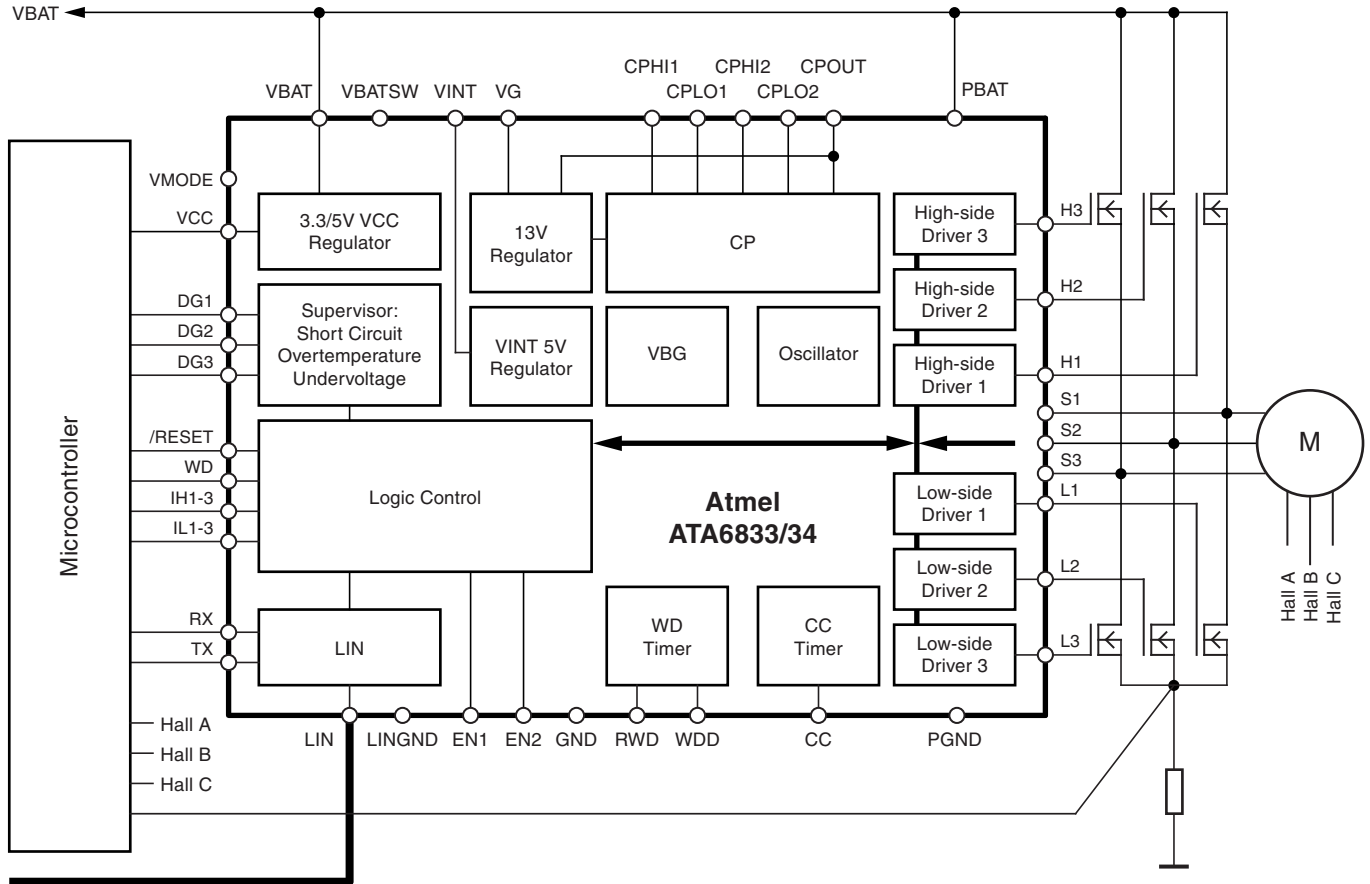 VBAT
CPHI1
CPHI2
CPOUT
VBAT
VBATSW
VINT
VG
CPLO1
CPLO2
PBAT
VMODE
VCC
3.3/5V VCC
Regulator
13V
Regulator
CP
High-side
Driver 3
H3
DG1
DG2
DG3
Supervisor:
Short Circuit
Overtemperature
Undervoltage
VINT 5V
Regulator
VBG
Oscillator
High-side
Driver 2
H2
High-side
Driver 1
H1
S1
S2
S3
M
Microcontroller
/RESET
WD
IH1-3
IL1-3
Logic Control
Atmel
ATA6833/34
Low-side
Driver 1
L1
Low-side
Driver 2
L2
Low-side
Driver 3
L3
Hall A
Hall B
Hall C
RX
TX
LIN
WD
Timer
CC
Timer
LIN
LINGND
EN1
EN2
GND
RWD
WDD
CC
PGND
Hall A
Hall B
Hall C